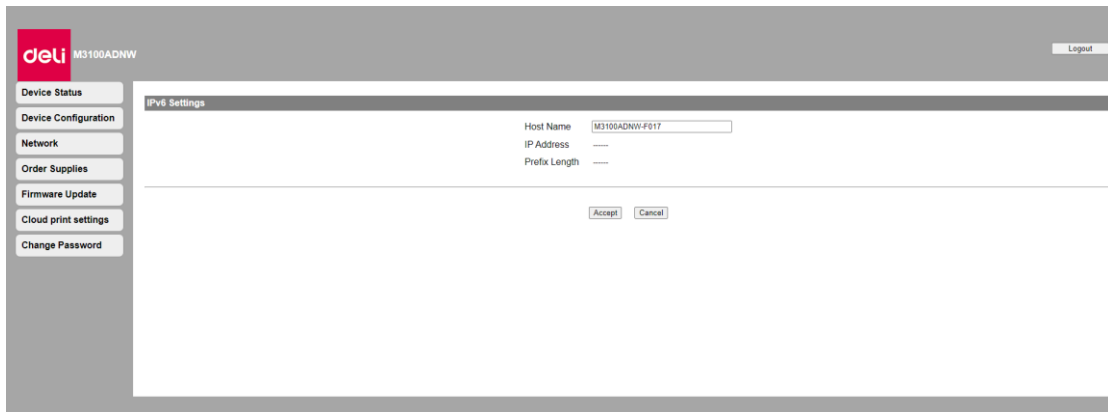 deli M3100ADNW
Logout
Device Status
Device Configuration
Network
Order Supplies
Firmware Update
Cloud print settings
Change Password
IPv6 Settings
Host Name M3100ADNW-F017
IP Address -----
Prefix Length -----
Accept Cancel